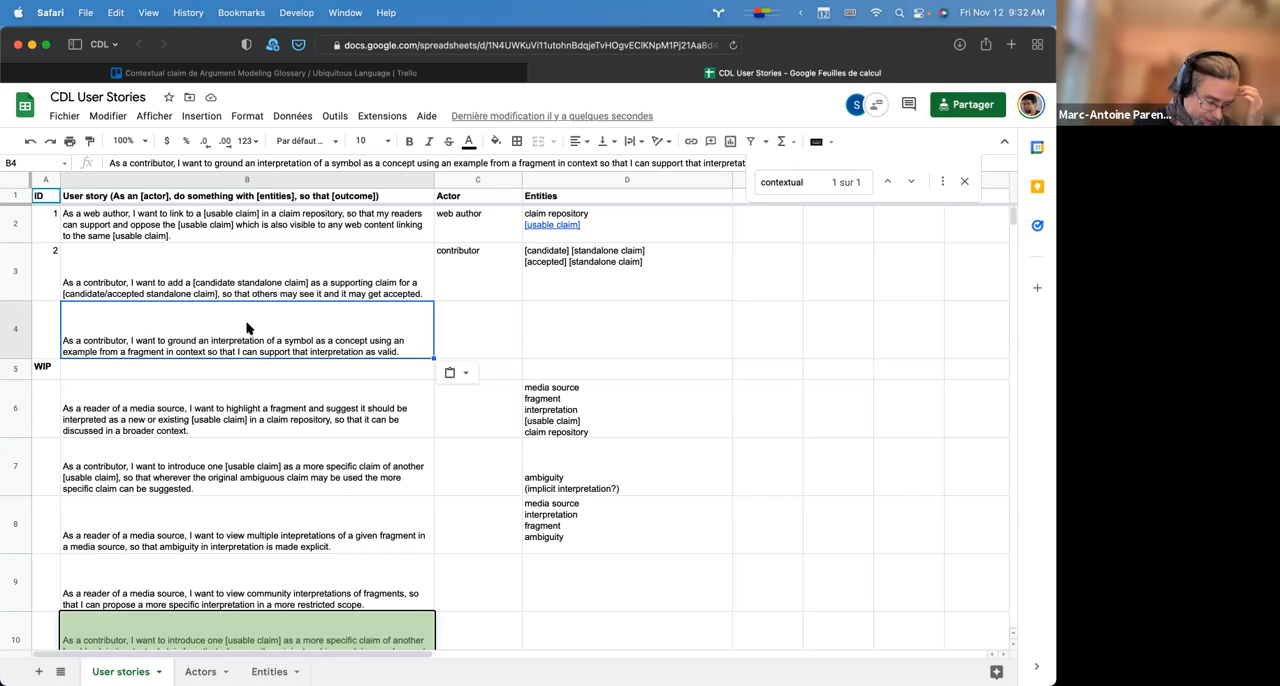 Safari File Edit View History Bookmarks Develop Window Help
Fri Nov 12 9:32 AM
CDL
docs.google.com/spreadsheets/d/1N4UWKuVi11utohnBdqjeTvHOgvEClKNpM1Pj21Aa8d4
Contextual claim de Argument Modeling Glossary / Ubiquitous Language | Trello
CDL User Stories - Google Feuilles de calcul
CDL User Stories
Fichier Modifier Afficher Insertion Format Données Outils Extensions Aide Dernière modification il y a quelques secondes
S
Partager
100% $ % .0 .00 123 Par défaut ... 10 B I S A
B4 fx As a contributor, I want to ground an interpretation of a symbol as a concept using an example from a fragment in context so that I can support that interpretat
contextual 1 sur 1
A B C D
1 ID User story (As an [actor], do something with [entities], so that [outcome]) Actor Entities
2
1 As a web author, I want to link to a [usable claim] in a claim repository, so that my readers
can support and oppose the [usable claim] which is also visible to any web content linking
to the same [usable claim].
web author
claim repository
[usable claim]
3
2
As a contributor, I want to add a [candidate standalone claim] as a supporting claim for a
[candidate/accepted standalone claim], so that others may see it and it may get accepted.
contributor
[candidate] [standalone claim]
[accepted] [standalone claim]
4
As a contributor, I want to ground an interpretation of a symbol as a concept using an
example from a fragment in context so that I can support that interpretation as valid.
5 WIP
6
As a reader of a media source, I want to highlight a fragment and suggest it should be
interpreted as a new or existing [usable claim] in a claim repository, so that it can be
discussed in a broader context.
media source
fragment
interpretation
[usable claim]
claim repository
7
As a contributor, I want to introduce one [usable claim] as a more specific claim of another
[usable claim], so that wherever the original ambiguous claim may be used the more
specific claim can be suggested.
ambiguity
(implicit interpretation?)
8
As a reader of a media source, I want to view multiple intepretations of a given fragment in
a media source, so that ambiguity in interpretation is made explicit.
media source
interpretation
fragment
ambiguity
9
As a reader of a media source, I want to view community interpretations of fragments, so
that I can propose a more specific interpretation in a more restricted scope.
10
As a contributor, I want to introduce one [usable claim] as a more specific claim of another
User stories Actors Entities
Marc-Antoine Paren...